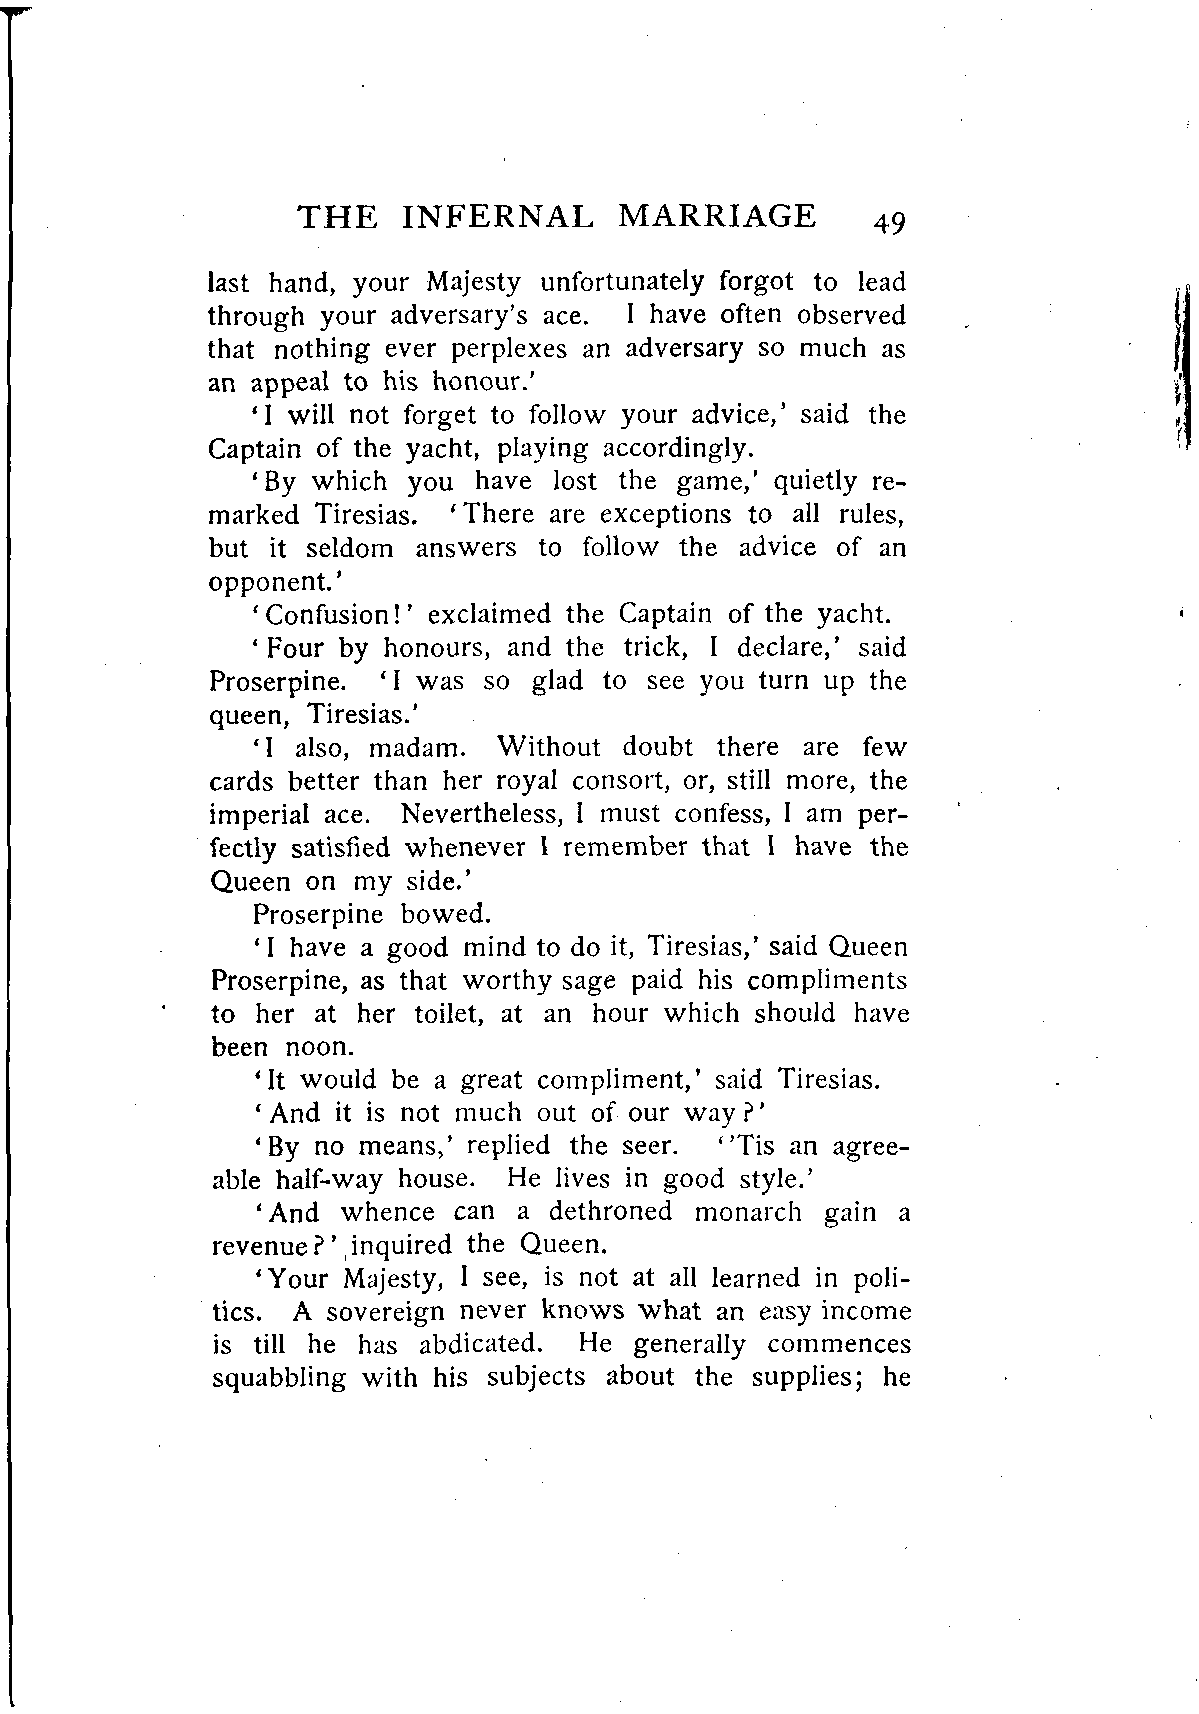 THE INFERNAL MARRIAGE 49
last hand, your Majesty unfortunately forgot to lead
through your adversary's ace. I have often observed
that nothing ever perplexes an adversary so much as
an appeal to his honour.'
‘I will not forget to follow your advice,’ said the
Captain of the yacht, playing accordingly.
‘By which you have lost the game,’ quietly re-
marked Tiresias. ‘There are exceptions to all rules,
but it seldom answers to follow the advice of an
opponent.’
‘Confusion!’ exclaimed the Captain of the yacht.
‘Four by honours, and the trick, I declare,’ said
Proserpine. ‘I was so glad to see you turn up the
queen, Tiresias.’
‘I also, madam. Without doubt there are few
cards better than her royal consort, or, still more, the
imperial ace. Nevertheless, I must confess, I am per-
fectly satisfied whenever I remember that I have the
Queen on my side.’
Proserpine bowed.
‘I have a good mind to do it, Tiresias,’ said Queen
Proserpine, as that worthy sage paid his compliments
to her at her toilet, at an hour which should have
been noon.
‘It would be a great compliment,’ said Tiresias.
‘And it is not much out of our way?’
‘By no means,’ replied the seer. ‘’Tis an agree-
able half-way house. He lives in good style.’
‘And whence can a dethroned monarch gain a
revenue?’ inquired the Queen.
‘Your Majesty, I see, is not at all learned in poli-
tics. A sovereign never knows what an easy income
is till he has abdicated. He generally commences
squabbling with his subjects about the supplies; he